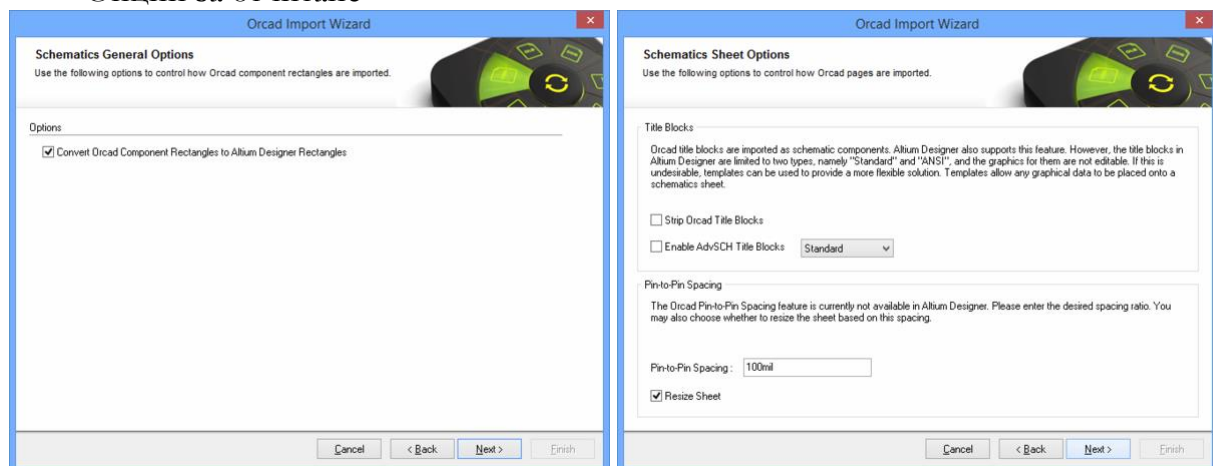 Опции за отчитане
Orcad Import Wizard
Schematics General Options
Use the following options to control how Orcad component rectangles are imported.
Options
Convert Orcad Component Rectangles to Altium Designer Rectangles
Cancel
< Back
Next >
Finish
Orcad Import Wizard
Schematics Sheet Options
Use the following options to control how Orcad pages are imported.
Title Blocks
Orcad title blocks are imported as schematic components. Altium Designer also supports this feature. However, the title blocks in
Altium Designer are limited to two types, namely "Standard" and "ANSI", and the graphics for them are not editable. If this is
undesirable, templates can be used to provide a more flexible solution. Templates allow any graphical data to be placed onto a
schematics sheet.
Strip Orcad Title Blocks
Enable AdvSCH Title Blocks Standard
Pin-to-Pin Spacing
The Orcad Pin-to-Pin Spacing feature is currently not available in Altium Designer. Please enter the desired spacing ratio. You
may also choose whether to resize the sheet based on this spacing.
Pin-to-Pin Spacing : 100mil
Resize Sheet
Cancel
< Back
Next >
Finish